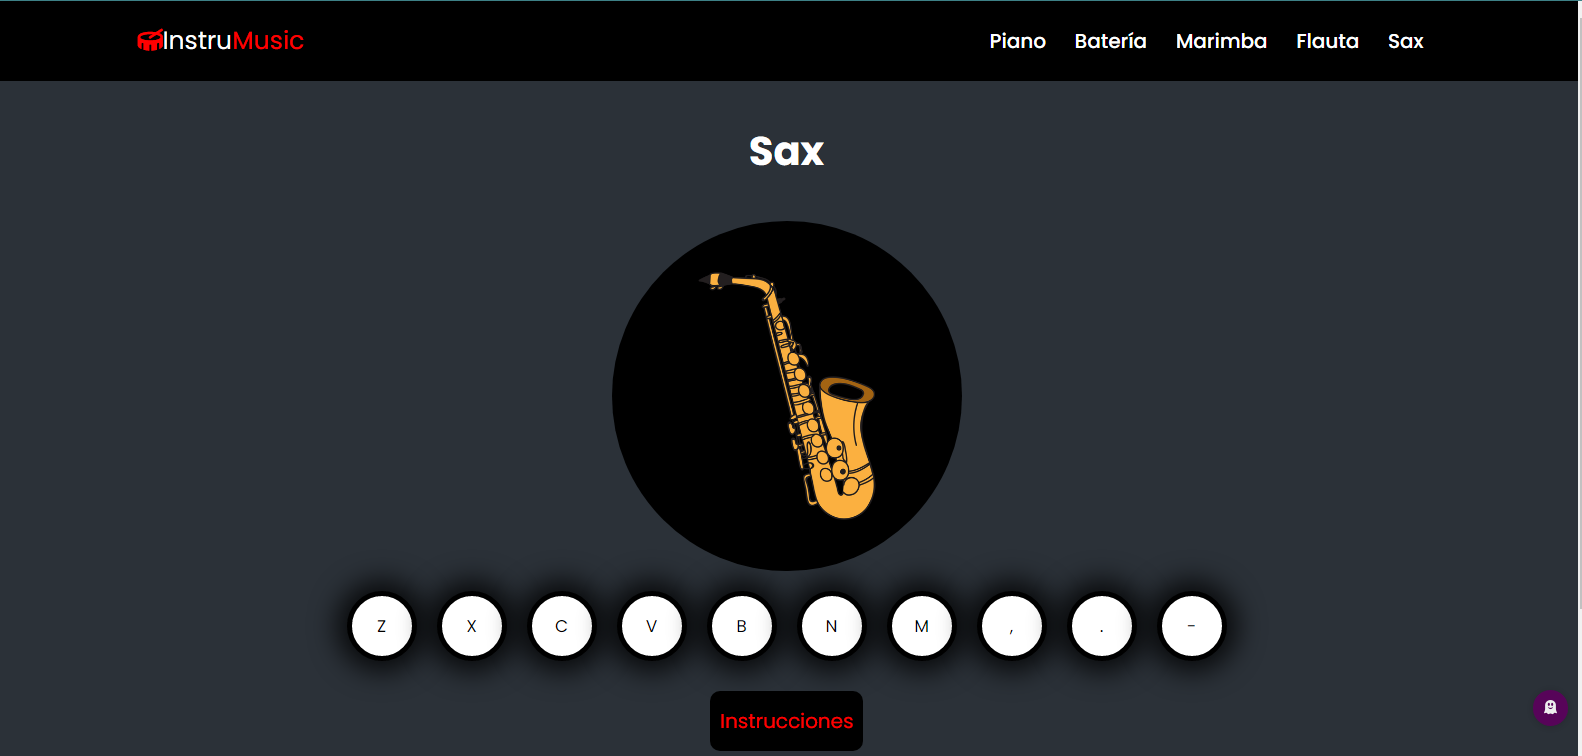 InstruMusic Piano Batería Marimba Flauta Sax
Sax
Z X C V B N M , . -
Instrucciones